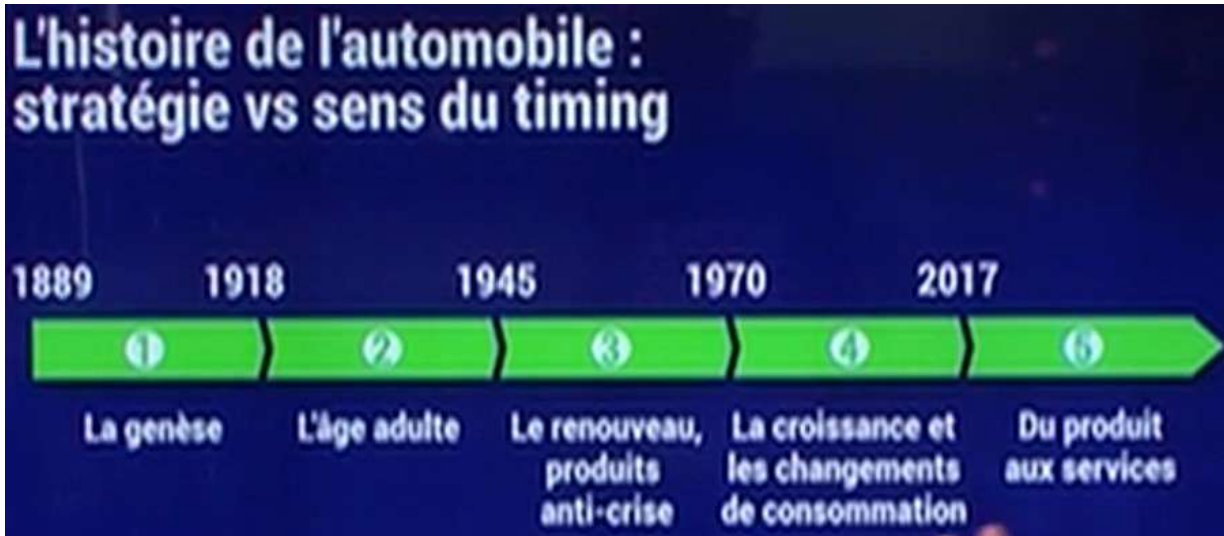 L'histoire de l'automobile :
stratégie vs sens du timing
1889 1918 1945 1970 2017
1 2 3 4 5
La genèse
L'âge adulte
Le renouveau,
produits
anti-crise
La croissance et
les changements
de consommation
Du produit
aux services